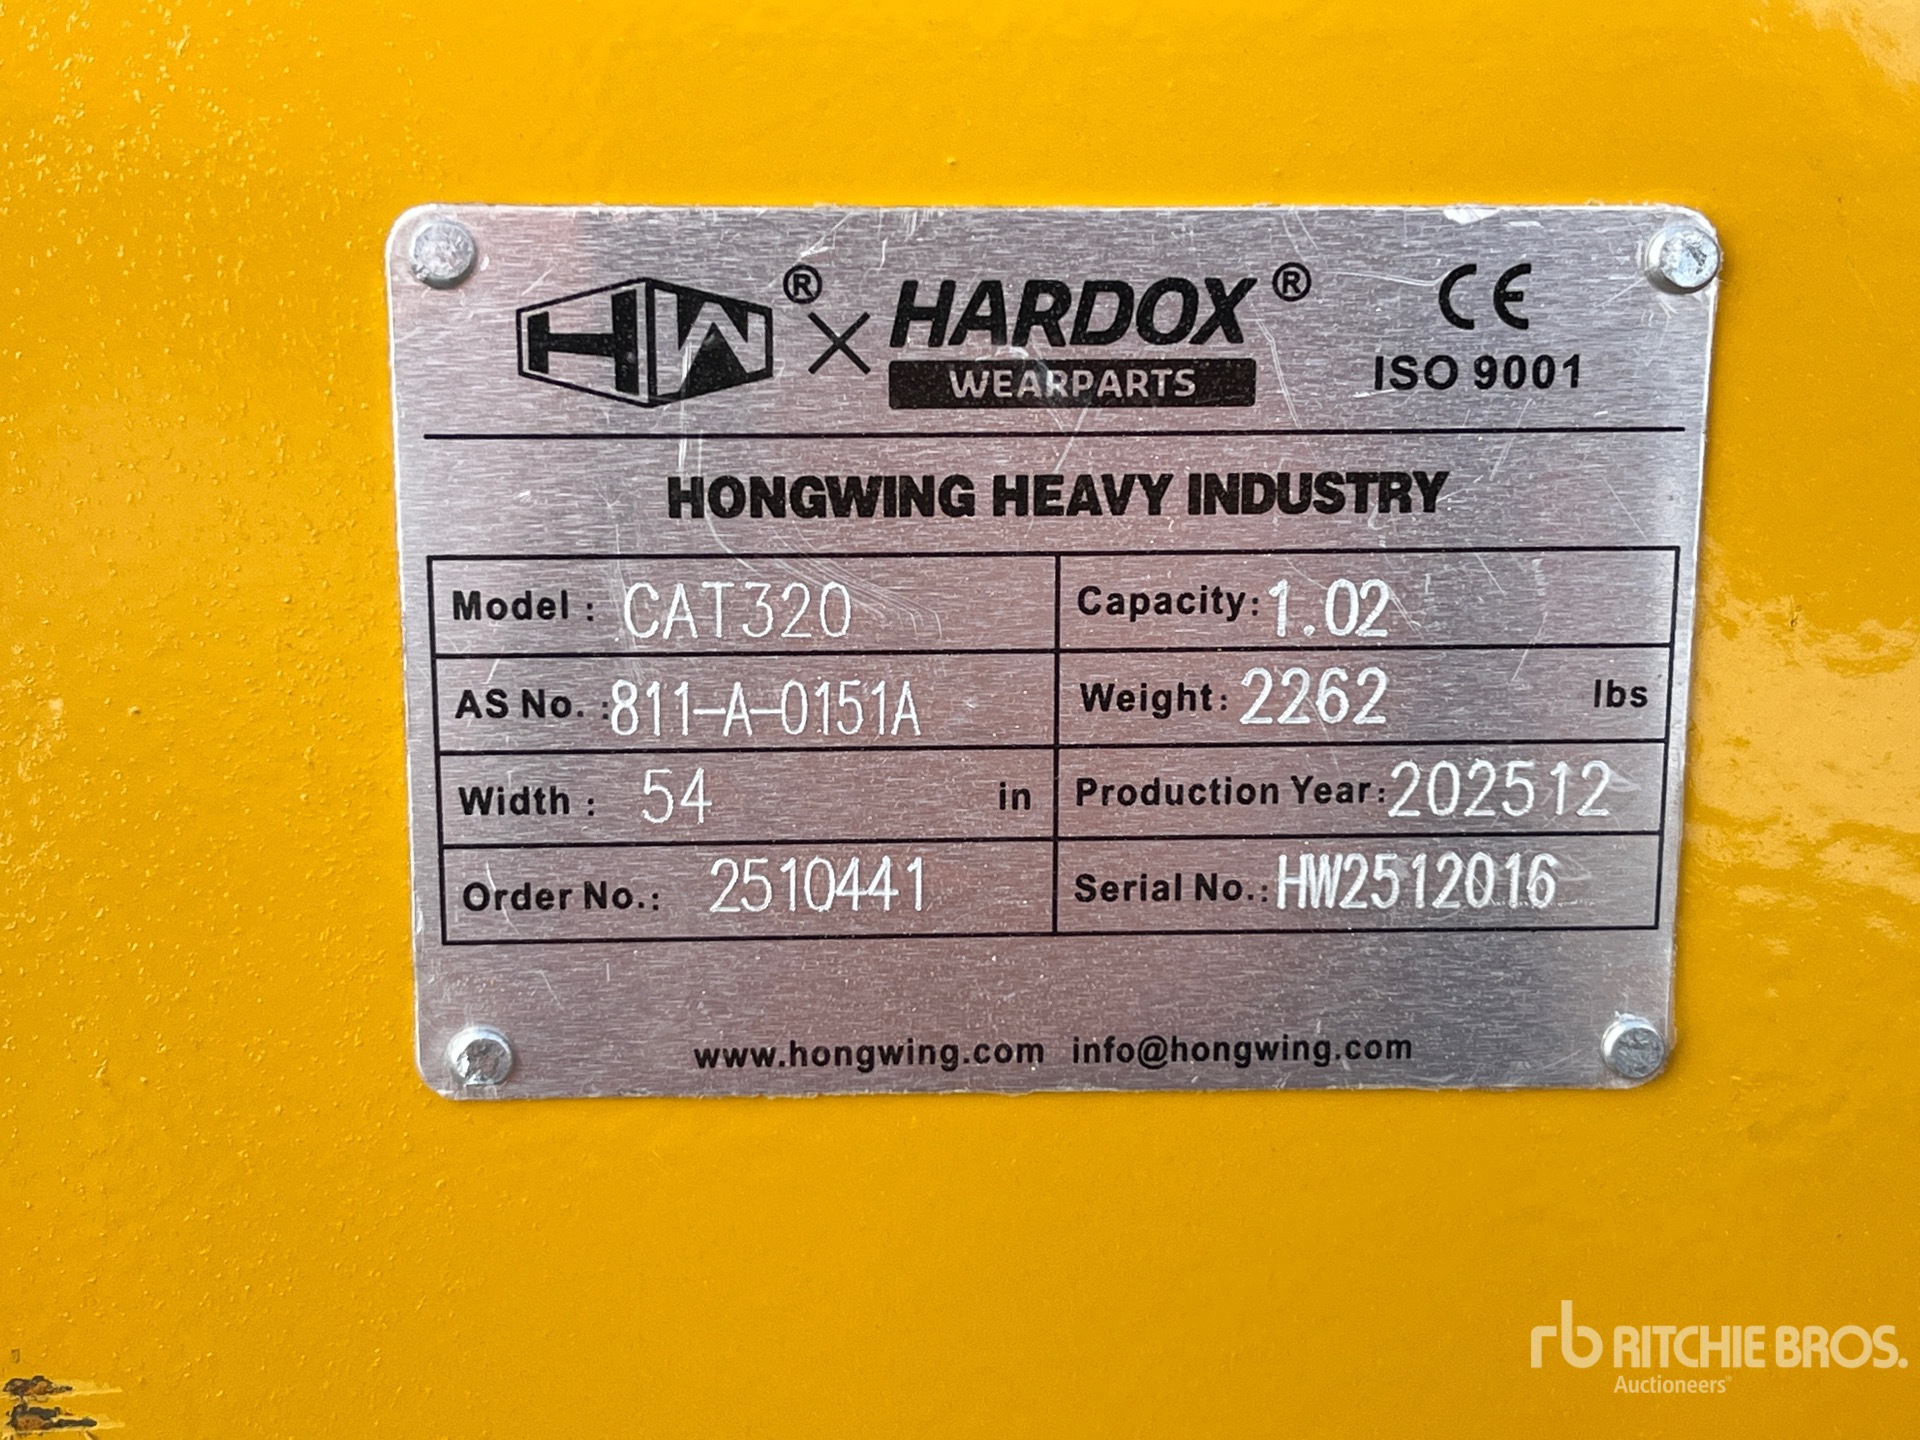 HW® × HARDOX® CE
WEARPARTS ISO 9001
HONGWING HEAVY INDUSTRY
Model : CAT320 Capacity: 1.02
AS No. : 811-A-0151A Weight: 2262 lbs
Width : 54 in Production Year: 202512
Order No.: 2510441 Serial No.: HW2512016
www.hongwing.com info@hongwing.com
rb RITCHIE BROS.
Auctioneers®